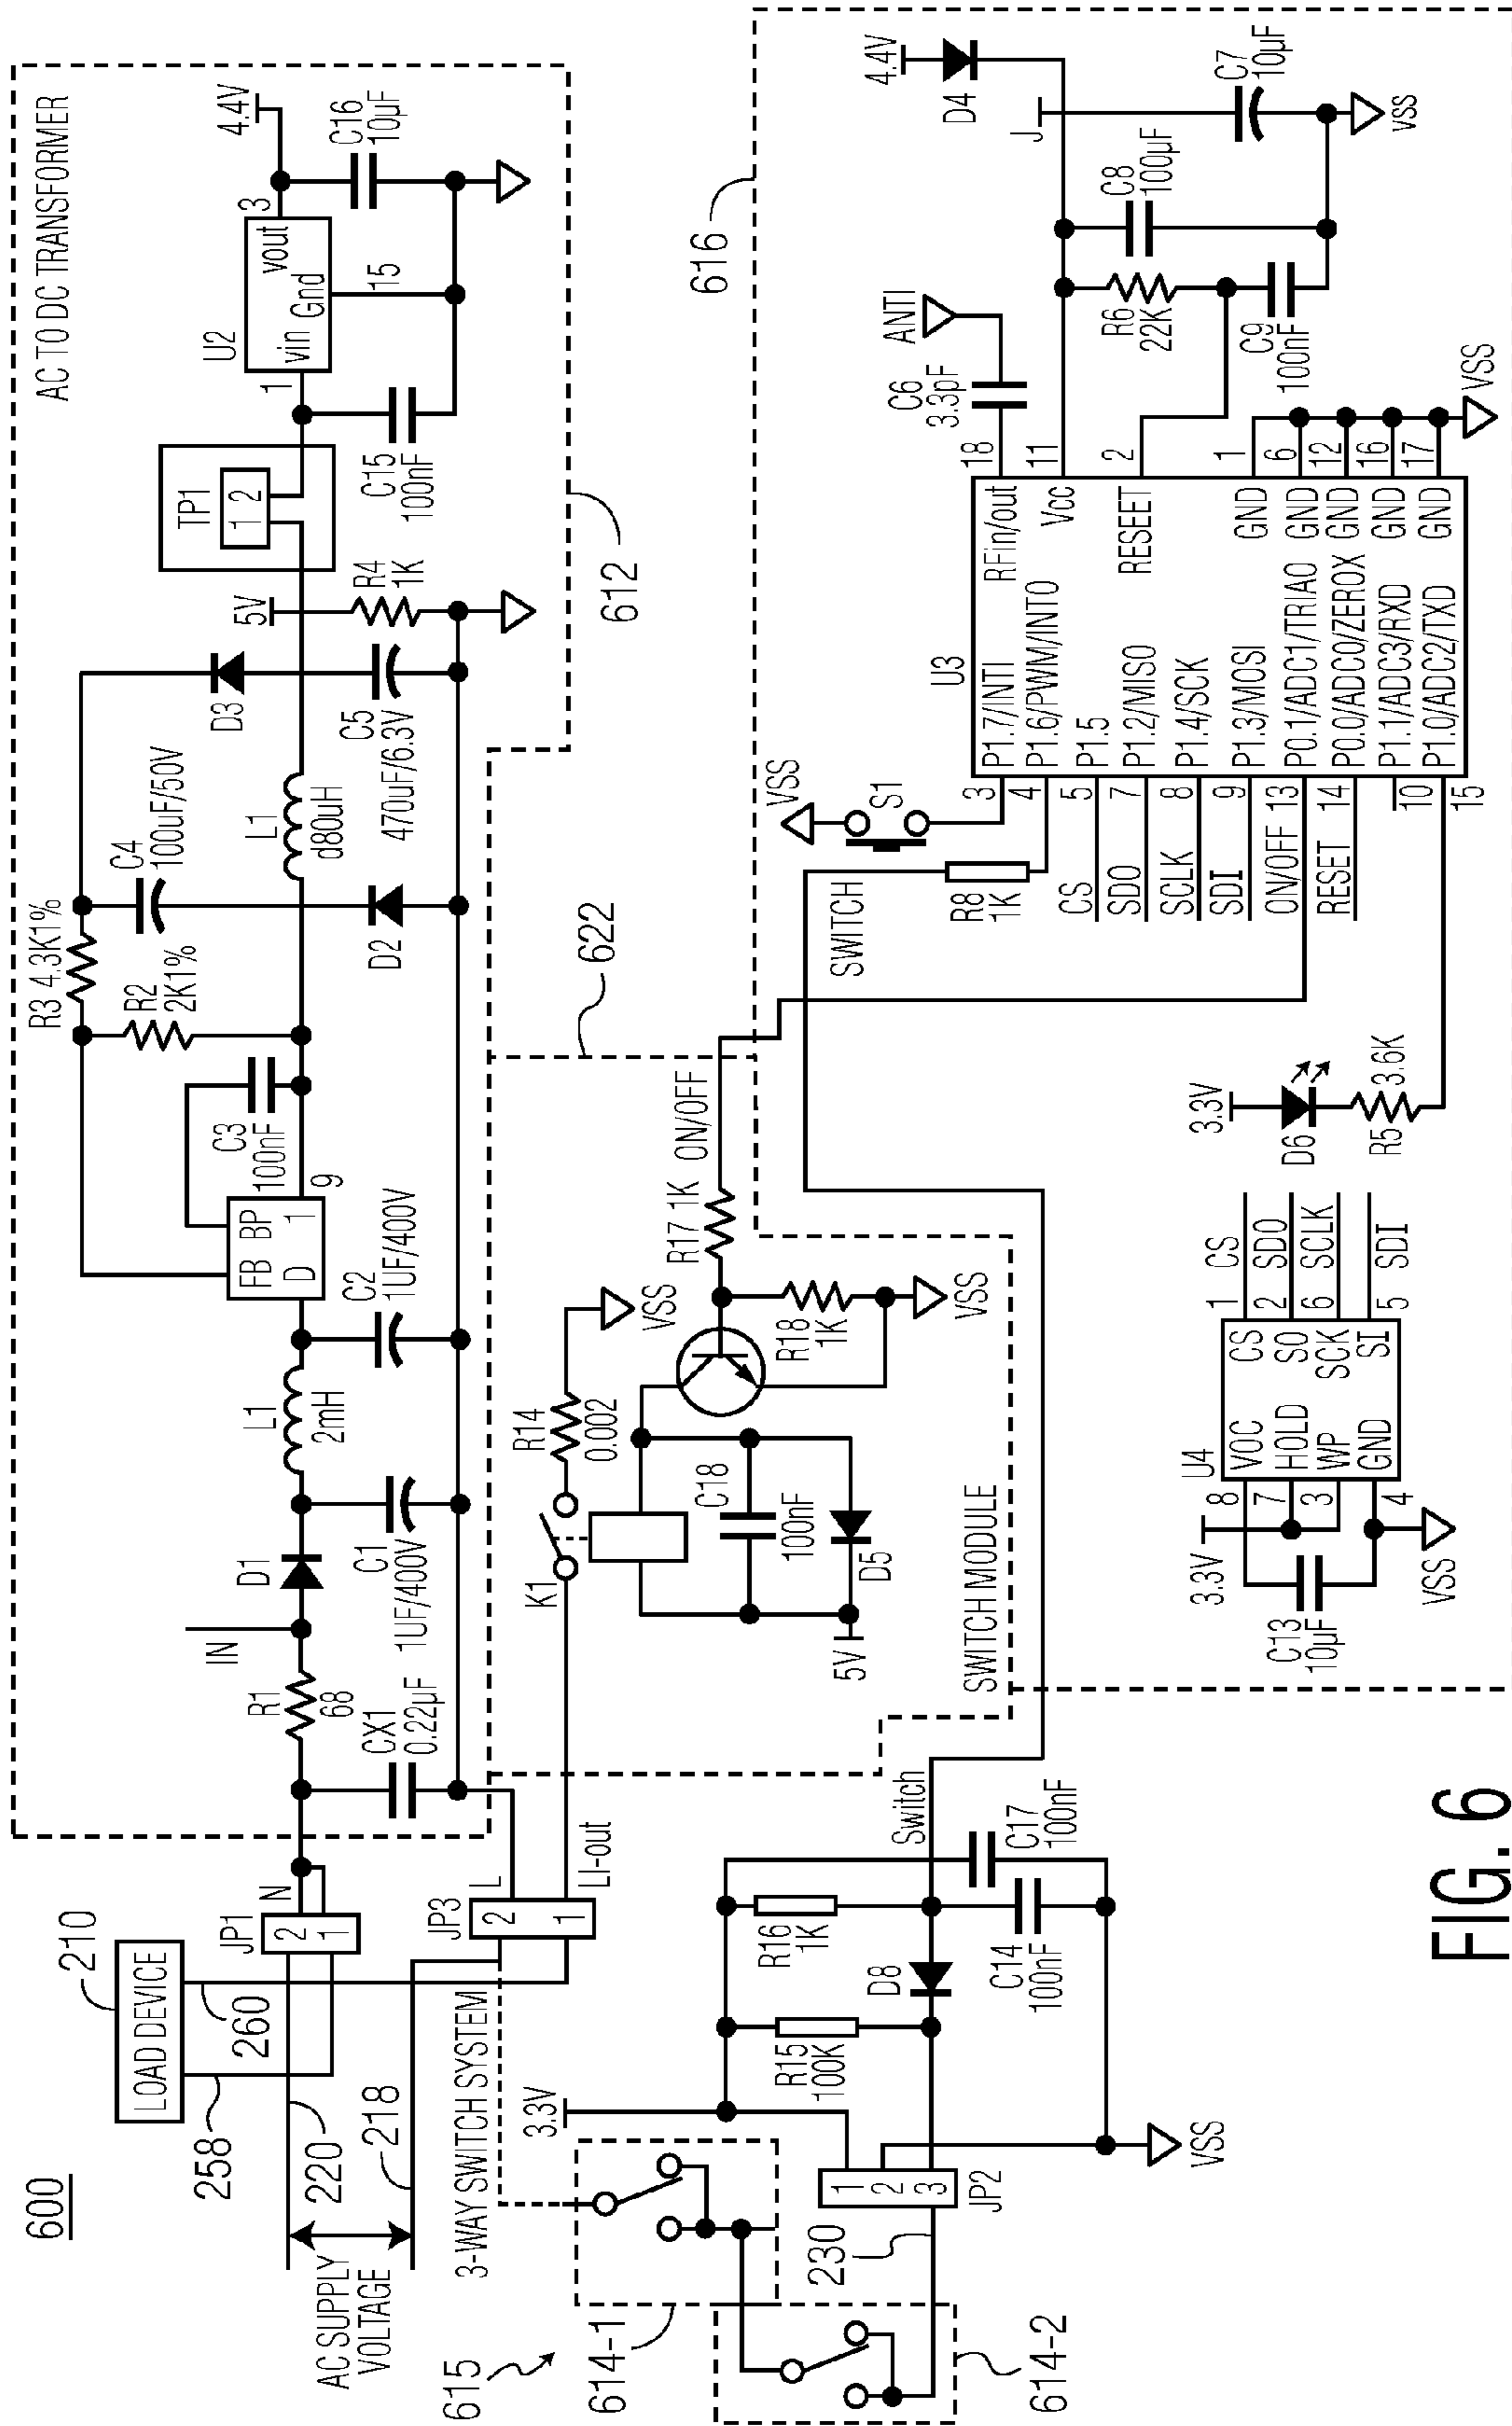 600
AC TO DC TRANSFORMER
210
LOAD DEVICE
258
260
220
218
AC SUPPLY
VOLTAGE
JP1
2
1
N
JP3
2
1
L
LI-out
CX1
0.22µF
R1
68
IN
D1
C1
1UF/400V
L1
2mH
C2
1UF/400V
FB
BP
D
1
9
C3
100nF
R3 4.3K1%
R2
2K1%
C4
100uF/50V
D2
L1
d80uH
D3
C5
470uF/6.3V
5V
R4
1K
TP1
1
2
C15
100nF
U2
1
vin
vout
Gnd
3
15
4.4V
C16
10µF
612
622
616
K1
R14
0.002
VSS
C18
100nF
D5
5V
R17 1K
ON/OFF
R18
1K
VSS
SWITCH MODULE
3-WAY SWITCH SYSTEM
615
614-1
614-2
230
3.3V
JP2
1
2
3
R15
100K
R16
1K
D8
C14
100nF
C17
100nF
Switch
VSS
SWITCH
R8
1K
VSS
S1
U3
3
P1.7/INTI
4
P1.6/PWM/INT0
5
P1.5
7
P1.2/MISO
8
P1.4/SCK
9
P1.3/MOSI
13
P0.1/ADC1/TRIAO
14
P0.0/ADC0/ZEROX
10
P1.1/ADC3/RXD
15
P1.0/ADC2/TXD
CS
SDO
SCLK
SDI
ON/OFF
RESET
RFin/out
18
Vcc
11
RESEET
2
GND
1
GND
6
GND
12
GND
16
GND
17
VSS
C6
3.3pF
ANTI
4.4V
D4
J
C7
10µF
C8
100µF
R6
22K
C9
100nF
vss
3.3V
D6
R5
3.6K
U4
8
VOC
7
HOLD
3
WP
4
GND
CS
1
CS
SO
2
SDO
SCK
6
SCLK
SI
5
SDI
3.3V
C13
10µF
VSS
FIG. 6